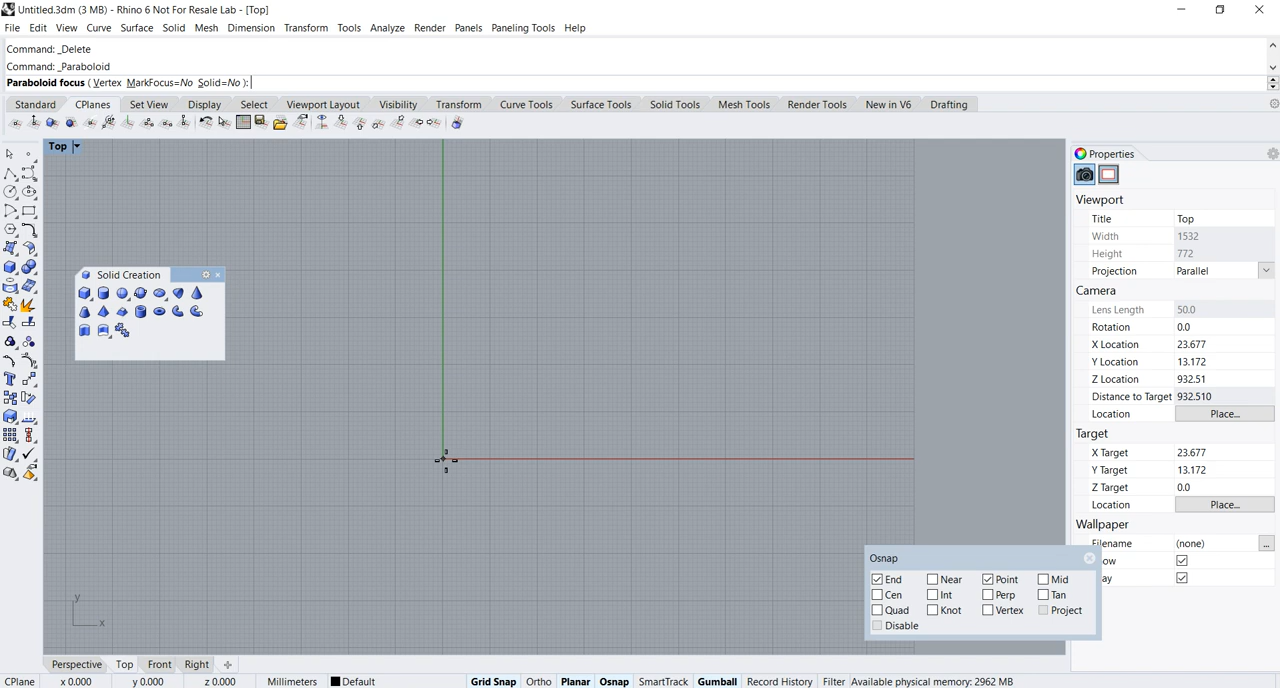 Untitled.3dm (3 MB) - Rhino 6 Not For Resale Lab - [Top]
File Edit View Curve Surface Solid Mesh Dimension Transform Tools Analyze Render Panels Paneling Tools Help
Command: _Delete
Command: _Paraboloid
Paraboloid focus ( Vertex MarkFocus=No Solid=No ):
Standard CPlanes Set View Display Select Viewport Layout Visibility Transform Curve Tools Surface Tools Solid Tools Mesh Tools Render Tools New in V6 Drafting
Top
Properties
Viewport
Title Top
Width 1532
Height 772
Projection Parallel
Camera
Lens Length 50.0
Rotation 0.0
X Location 23.677
Y Location 13.172
Z Location 932.51
Distance to Target 932.510
Location Place...
Target
X Target 23.677
Y Target 13.172
Z Target 0.0
Location Place...
Wallpaper
Filename (none) ...
ow
ay
Solid Creation
Osnap
End Near Point Mid
Cen Int Perp Tan
Quad Knot Vertex Project
Disable
y
x
Perspective Top Front Right
CPlane x 0.000 y 0.000 z 0.000 Millimeters Default Grid Snap Ortho Planar Osnap SmartTrack Gumball Record History Filter Available physical memory: 2962 MB